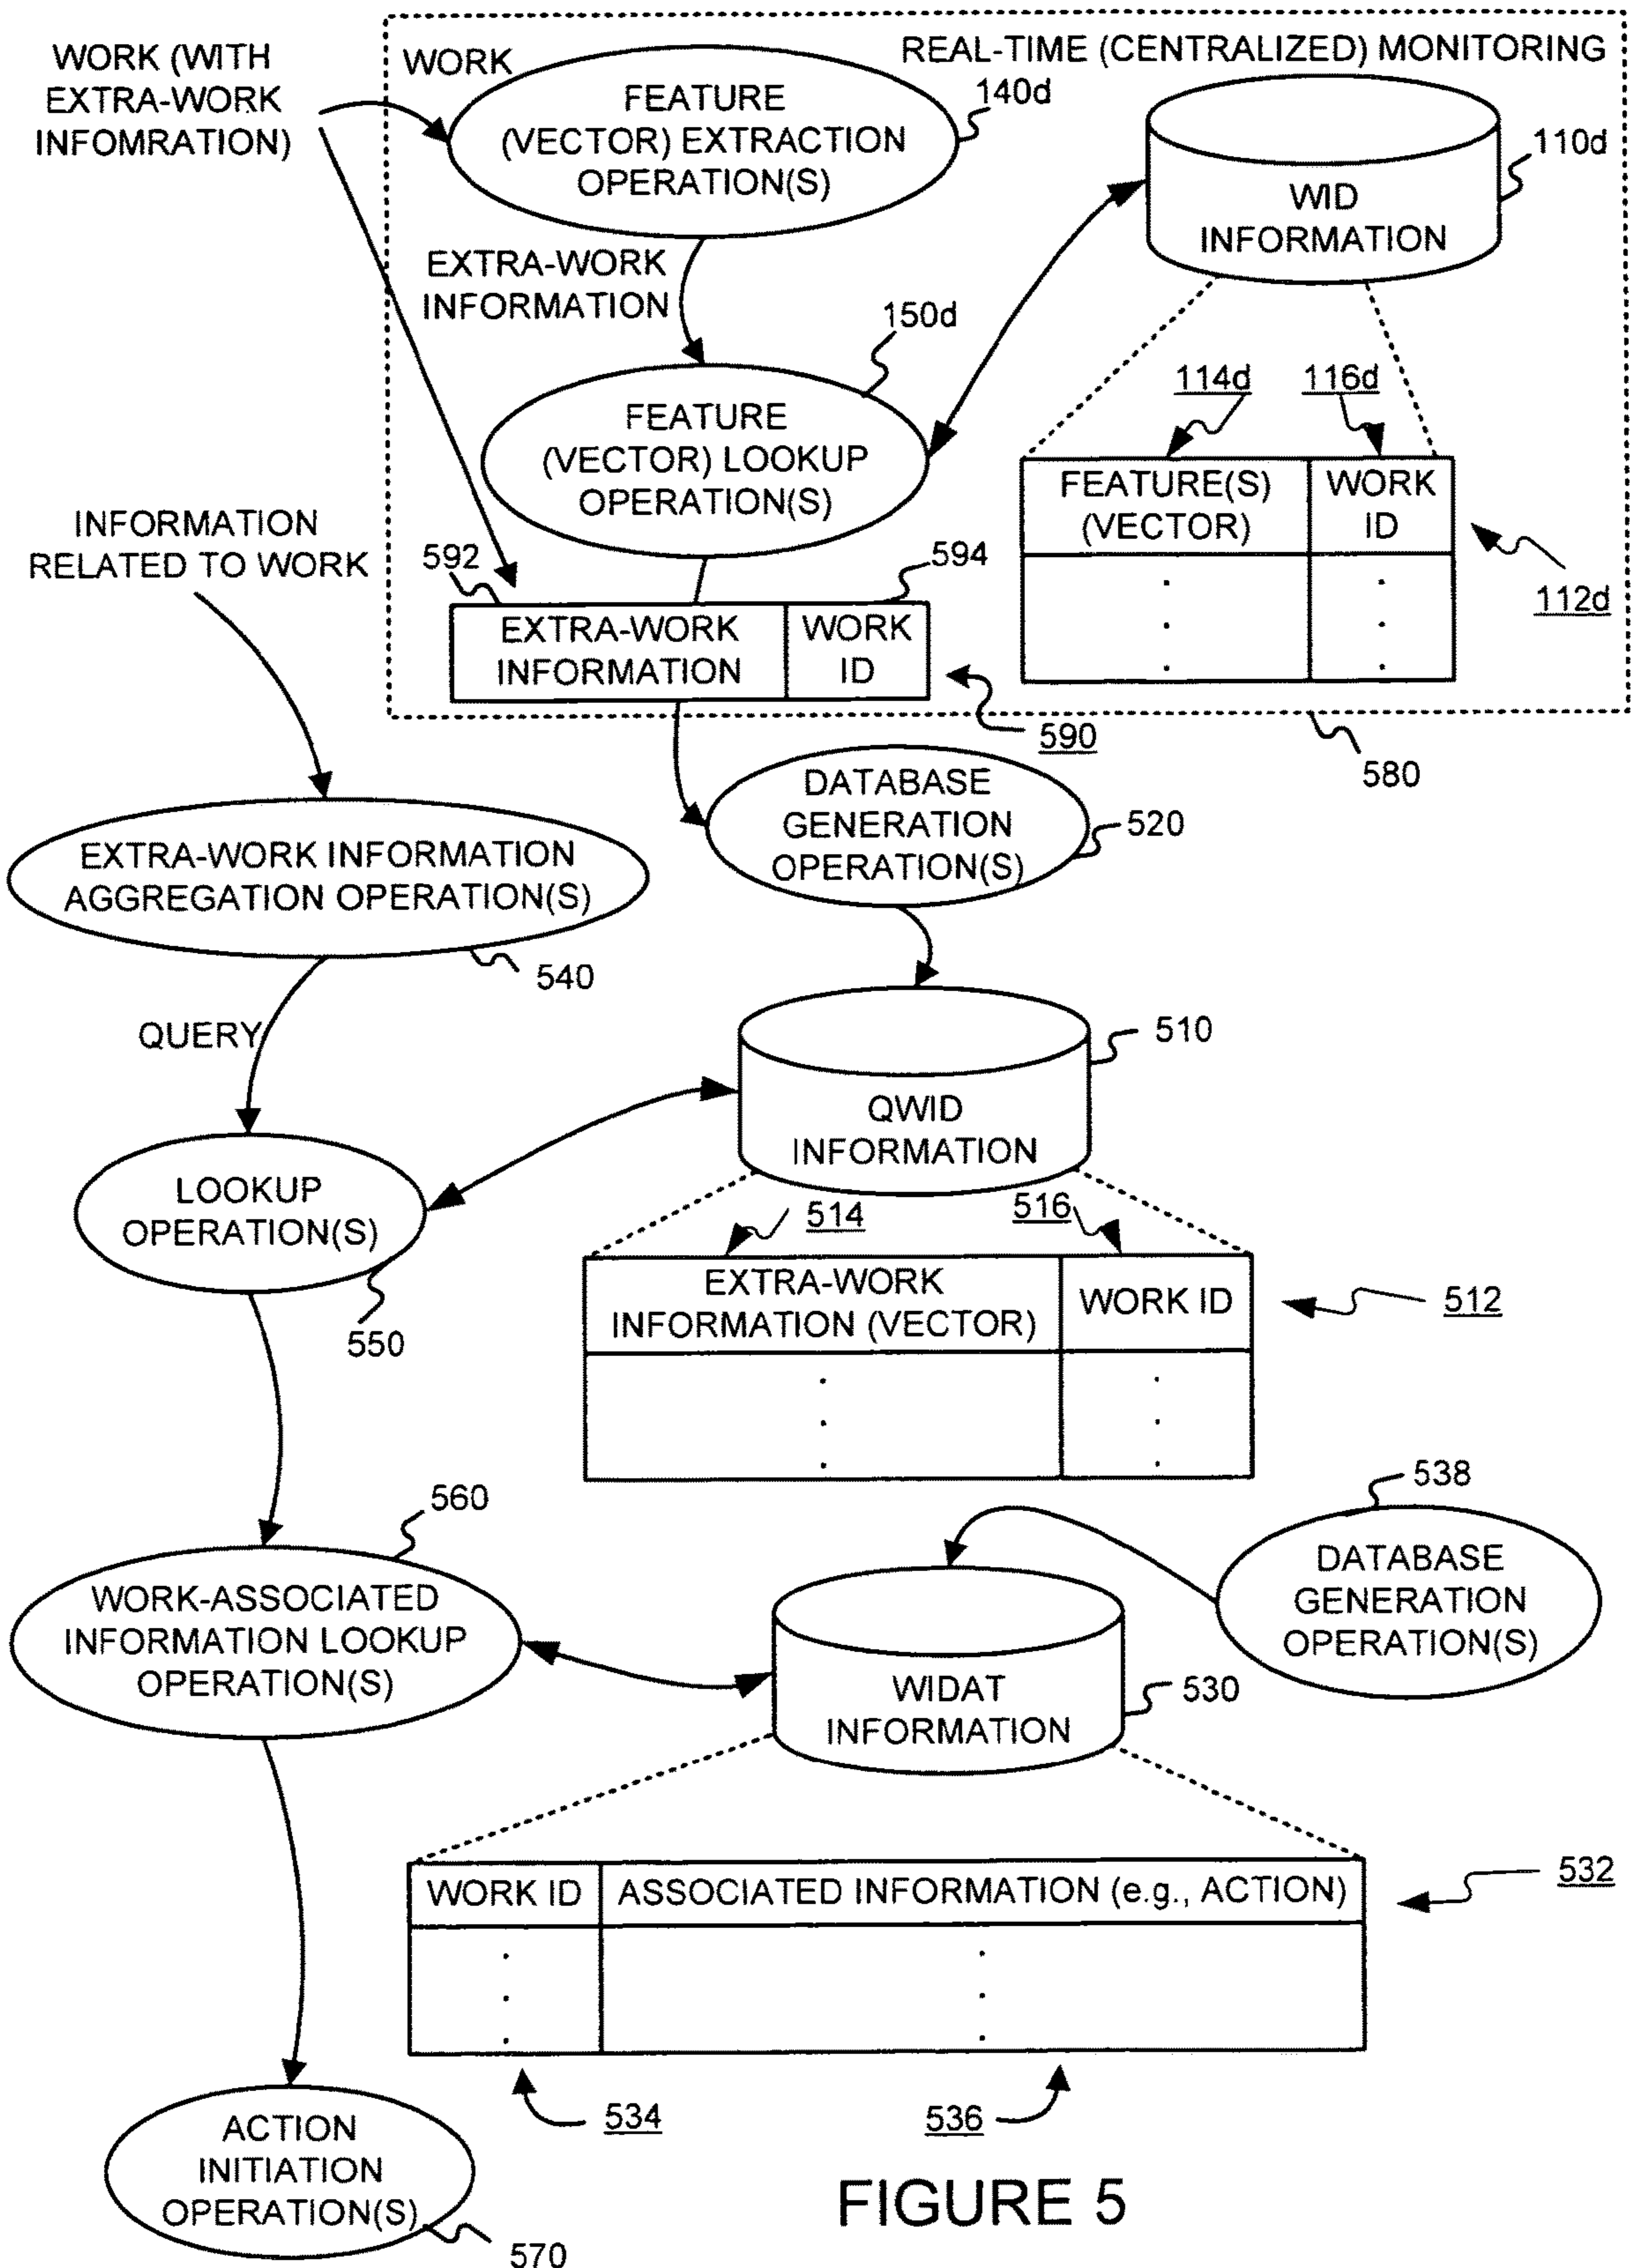 WORK (WITH
EXTRA-WORK
INFOMRATION)
WORK
REAL-TIME (CENTRALIZED) MONITORING
FEATURE
(VECTOR) EXTRACTION
OPERATION(S)
140d
WID
INFORMATION
110d
EXTRA-WORK
INFORMATION
150d
FEATURE
(VECTOR) LOOKUP
OPERATION(S)
114d
116d
FEATURE(S)
(VECTOR)
WORK
ID
112d
INFORMATION
RELATED TO WORK
592
594
EXTRA-WORK
INFORMATION
WORK
ID
590
580
DATABASE
GENERATION
OPERATION(S)
520
EXTRA-WORK INFORMATION
AGGREGATION OPERATION(S)
540
QUERY
510
QWID
INFORMATION
LOOKUP
OPERATION(S)
550
514
516
EXTRA-WORK
INFORMATION (VECTOR)
WORK ID
512
538
DATABASE
GENERATION
OPERATION(S)
560
WORK-ASSOCIATED
INFORMATION LOOKUP
OPERATION(S)
WIDAT
INFORMATION
530
WORK ID
ASSOCIATED INFORMATION (e.g., ACTION)
532
534
536
ACTION
INITIATION
OPERATION(S)
570
FIGURE 5